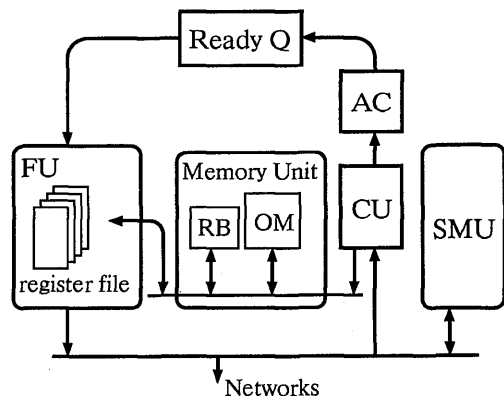 Ready Q
AC
FU
register file
Memory Unit
RB
OM
CU
SMU
Networks